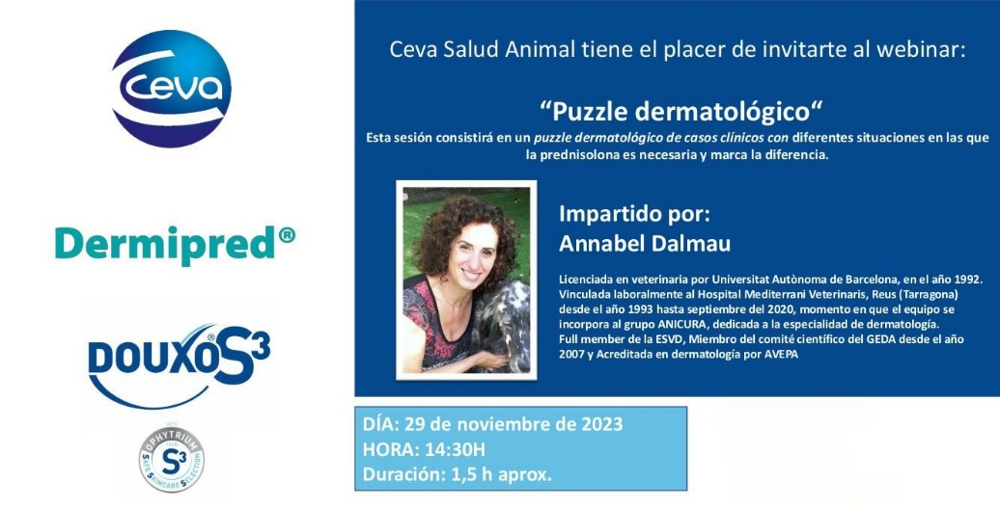 ceva
Dermipred®
DOUXO®S3
WITH
OPHYTRIUM
S3
SAFE SKINCARE SELECTION
Ceva Salud Animal tiene el placer de invitarte al webinar:
“Puzzle dermatológico“
Esta sesión consistirá en un puzzle dermatológico de casos clínicos con diferentes situaciones en las que
la prednisolona es necesaria y marca la diferencia.
Impartido por:
Annabel Dalmau
Licenciada en veterinaria por Universitat Autònoma de Barcelona, en el año 1992.
Vinculada laboralmente al Hospital Mediterrani Veterinaris, Reus (Tarragona)
desde el año 1993 hasta septiembre del 2020, momento en que el equipo se
incorpora al grupo ANICURA, dedicada a la especialidad de dermatología.
Full member de la ESVD, Miembro del comité científico del GEDA desde el año
2007 y Acreditada en dermatología por AVEPA
DÍA: 29 de noviembre de 2023
HORA: 14:30H
Duración: 1,5 h aprox.